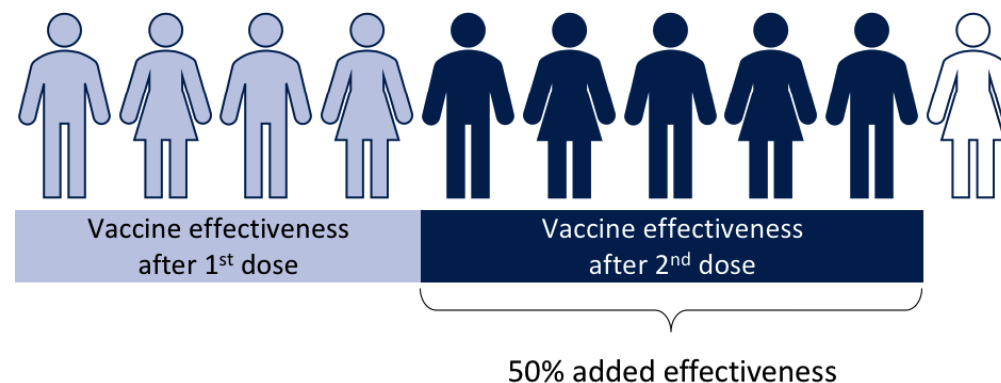 Vaccine effectiveness
after 1st dose
Vaccine effectiveness
after 2nd dose
50% added effectiveness